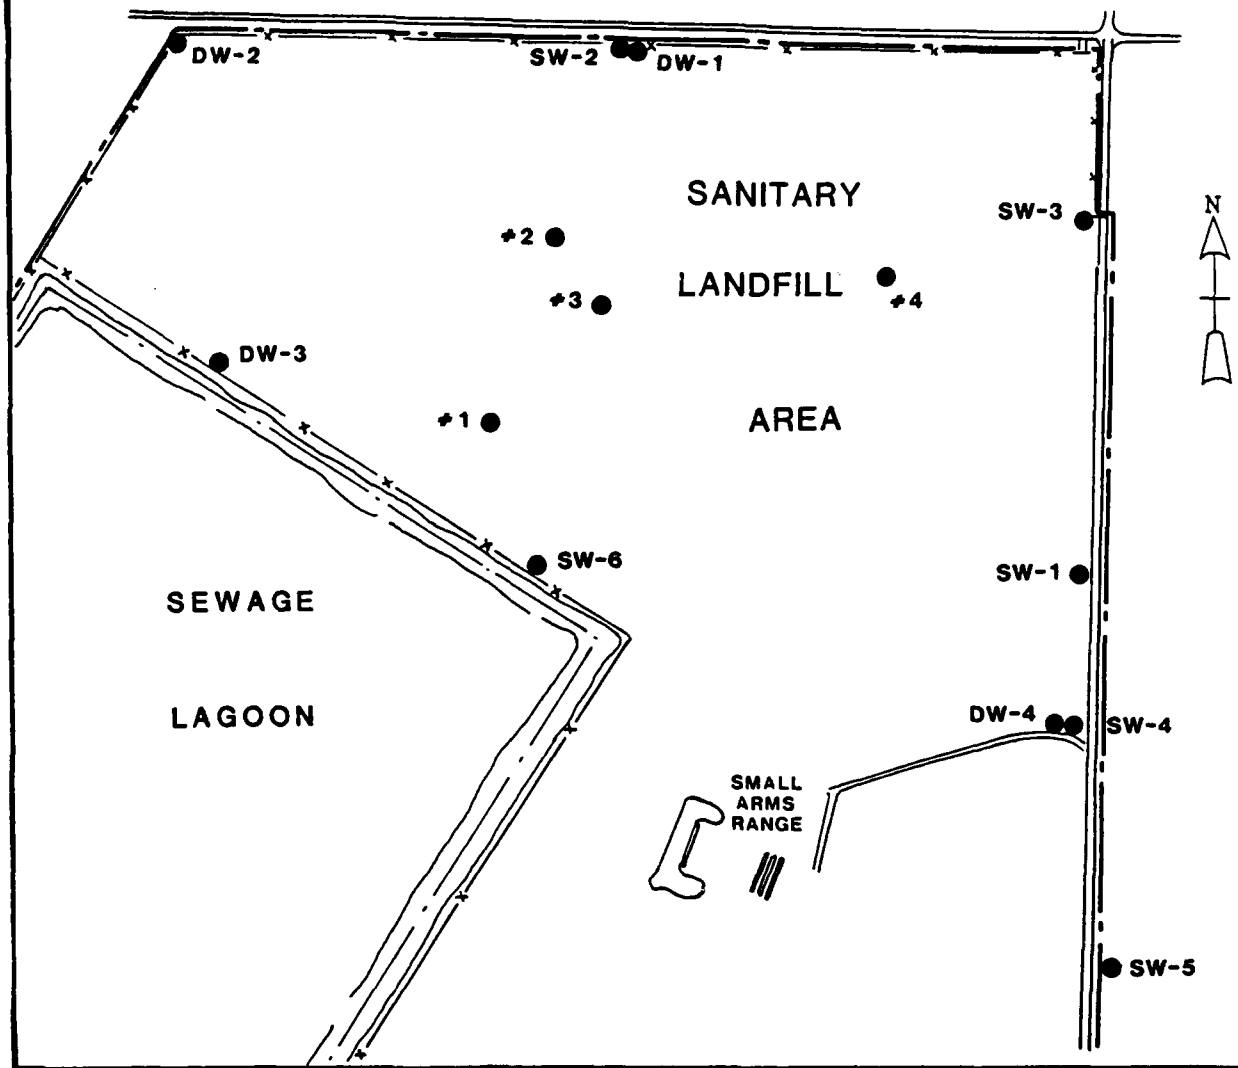 DW-2
SW-2
DW-1
SANITARY
SW-3
N
#2
LANDFILL
#3
#4
DW-3
#1
AREA
SW-6
SW-1
SEWAGE
LAGOON
DW-4
SW-4
SMALL
ARMS
RANGE
SW-5